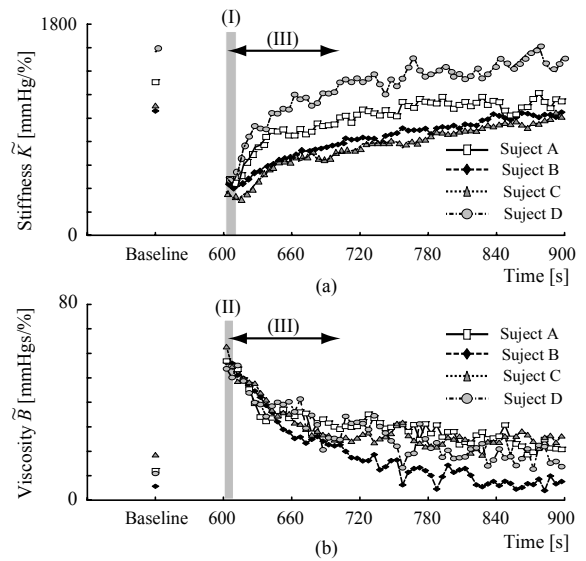 (I)
1800
(III)
Stiffness K̃ [mmHg/%]
Suject A
Suject B
Suject C
Suject D
0
Baseline
600
660
720
780
840
900
Time [s]
(a)
(II)
80
(III)
Viscosity B̃ [mmHgs/%]
Suject A
Suject B
Suject C
Suject D
0
Baseline
600
660
720
780
840
900
Time [s]
(b)